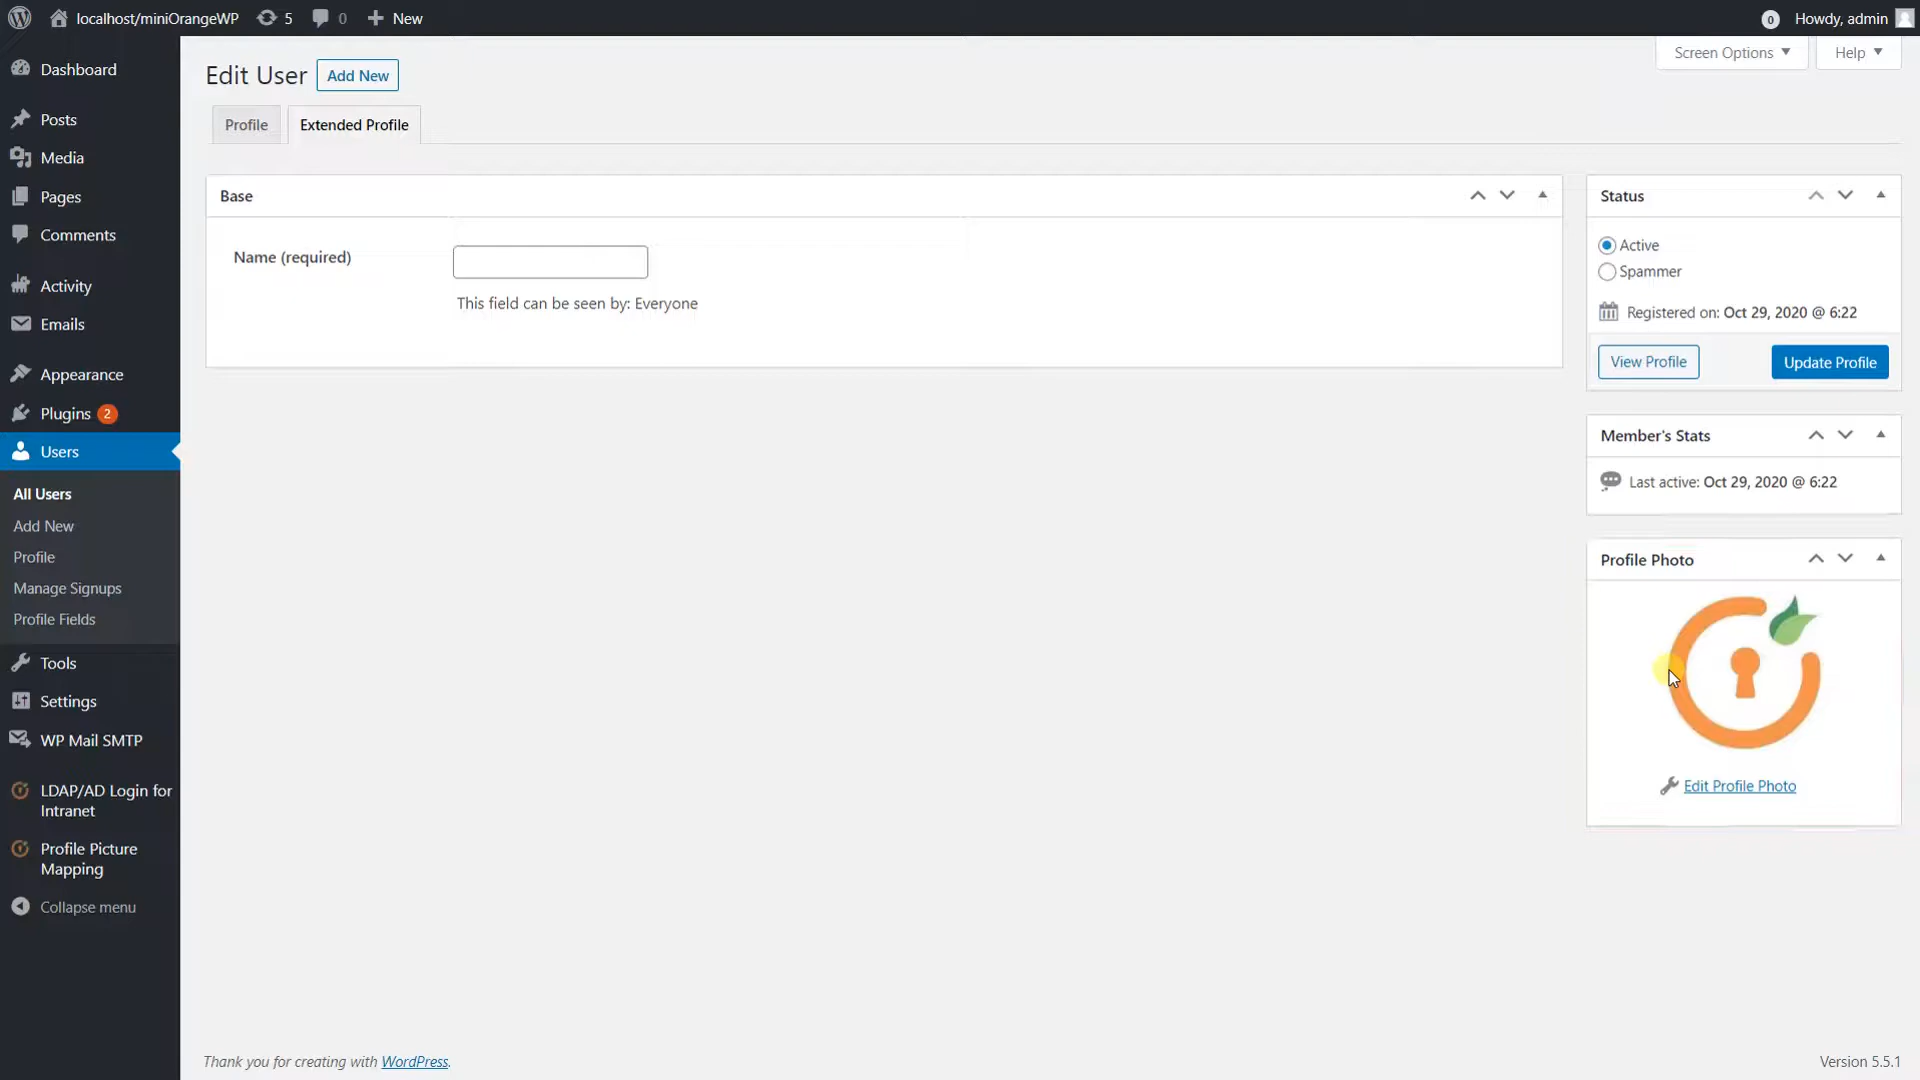 localhost/miniOrangeWP 5 0 New
0 Howdy, admin
Screen Options Help
Dashboard
Posts
Media
Pages
Comments
Activity
Emails
Appearance
Plugins 2
Users
All Users
Add New
Profile
Manage Signups
Profile Fields
Tools
Settings
WP Mail SMTP
LDAP/AD Login for
Intranet
Profile Picture
Mapping
Collapse menu
Edit User Add New
Profile Extended Profile
Base
Name (required)
This field can be seen by: Everyone
Status
Active
Spammer
Registered on: Oct 29, 2020 @ 6:22
View Profile Update Profile
Member's Stats
Last active: Oct 29, 2020 @ 6:22
Profile Photo
Edit Profile Photo
Thank you for creating with WordPress.
Version 5.5.1